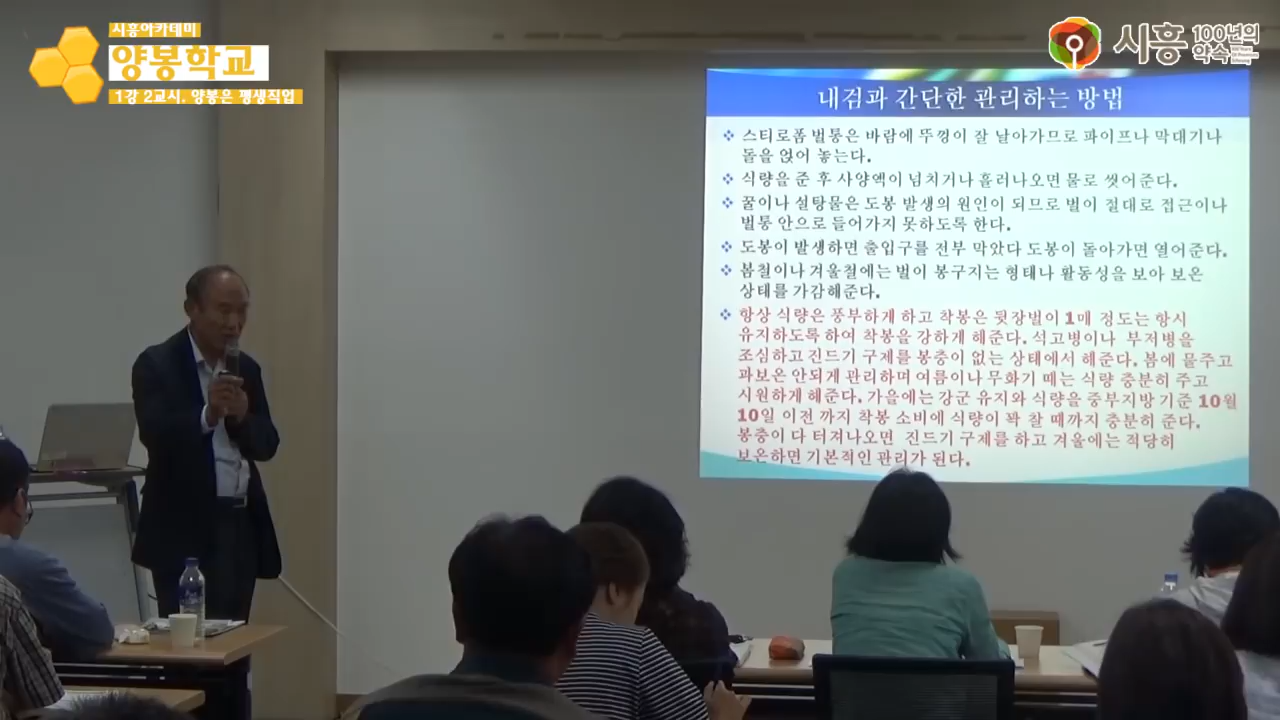 시흥아카데미
양봉학교
1강 2교시. 양봉은 평생직업
시흥 100년의
약속
내검과 간단한 관리하는 방법
스티로폼 벌통은 바람에 뚜껑이 잘 날아가므로 파이프나 막대기나
돌을 얹어 놓는다.
식량을 준 후 사양액이 넘치거나 흘러나오면 물로 씻어준다.
꿀이나 설탕물은 도봉 발생의 원인이 되므로 벌이 절대로 접근이나
벌통 안으로 들어가지 못하도록 한다.
도봉이 발생하면 출입구를 전부 막았다 도봉이 돌아가면 열어준다.
봄철이나 겨울철에는 벌이 봉구지는 형태나 활동성을 보아 보온
상태를 가감해준다.
항상 식량은 풍부하게 하고 착봉은 뒷장벌이 1매 정도는 항시
유지하도록 하여 착봉을 강하게 해준다. 석고병이나 부저병을
조심하고 진드기 구제를 봉충이 없는 상태에서 해준다. 봄에 물주고
과보온 안되게 관리하며 여름이나 무화기 때는 식량 충분히 주고
시원하게 해준다. 가을에는 강군 유지와 식량을 중부지방 기준 10월
10일 이전 까지 착봉 소비에 식량이 꽉 찰 때까지 충분히 준다.
봉충이 다 터져나오면 진드기 구제를 하고 겨울에는 적당히
보온하면 기본적인 관리가 된다.